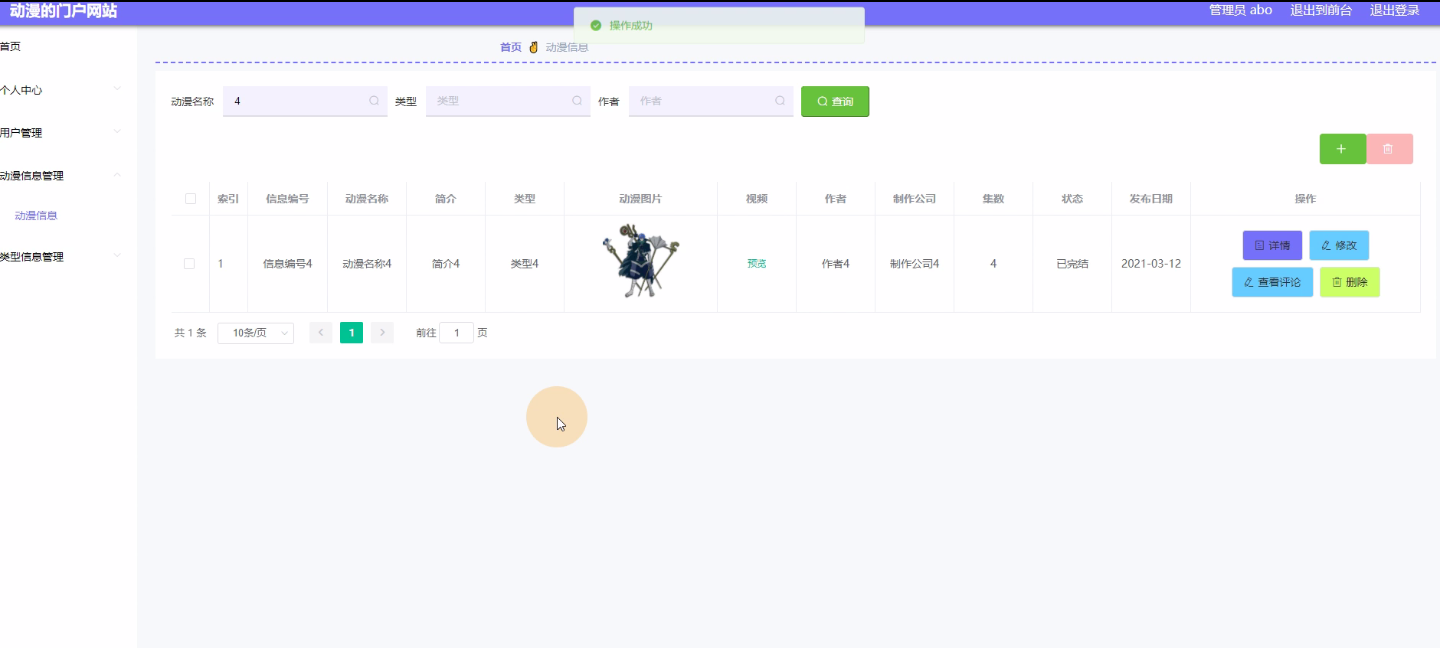 动漫的门户网站
管理员 abo 退出到前台 退出登录
操作成功
首页 动漫信息
首页
个人中心
用户管理
动漫信息管理
动漫信息
类型信息管理
动漫名称 4 类型 类型 作者 作者 查询
索引 信息编号 动漫名称 简介 类型 动漫图片 视频 作者 制作公司 集数 状态 发布日期 操作
1 信息编号4 动漫名称4 简介4 类型4 预览 作者4 制作公司4 4 已完结 2021-03-12
详情 修改
查看评论 删除
共 1 条 10条/页 1 前往 1 页